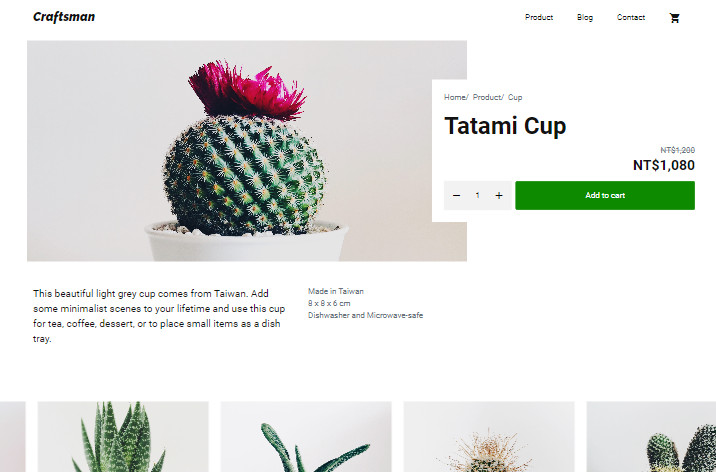 Craftsman
Product Blog Contact
Home/ Product/ Cup
Tatami Cup
NT$1,200
NT$1,080
− 1 +
Add to cart
This beautiful light grey cup comes from Taiwan. Add
some minimalist scenes to your lifetime and use this cup
for tea, coffee, dessert, or to place small items as a dish
tray.
Made in Taiwan
8 x 8 x 6 cm
Dishwasher and Microwave-safe